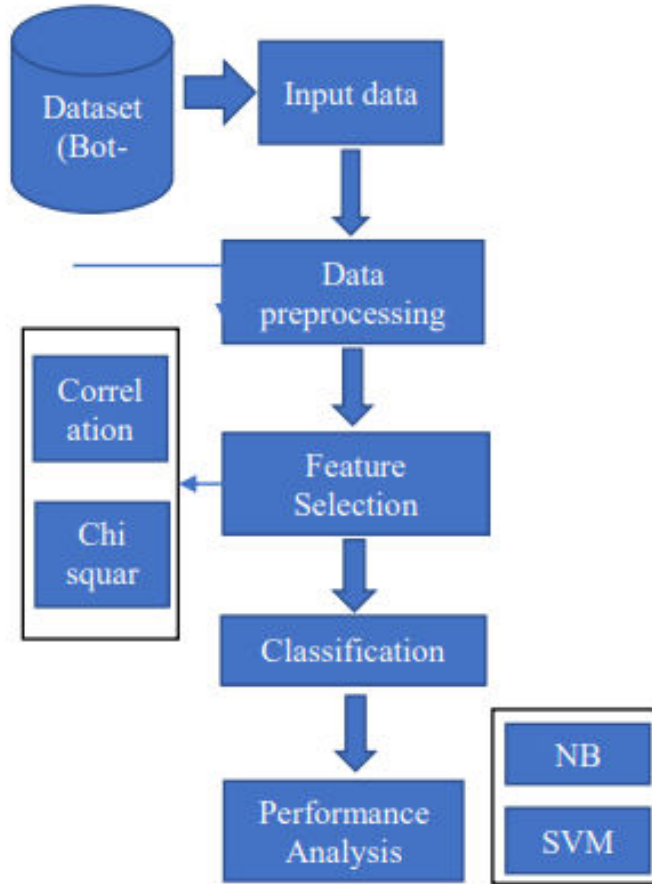 Dataset
(Bot-
Input data
Data
preprocessing
Correl
ation
Feature
Selection
Chi
squar
Classification
NB
Performance
Analysis
SVM